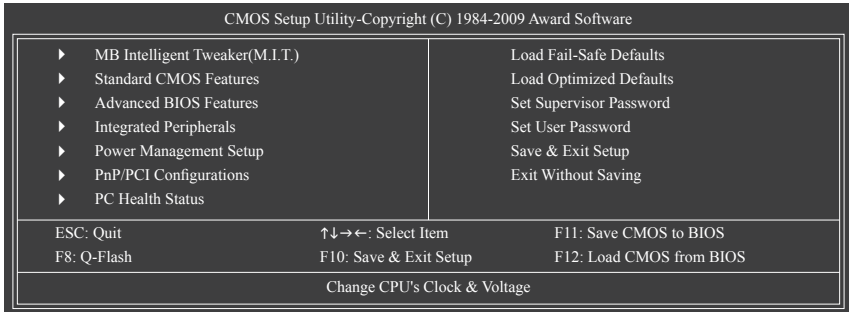 CMOS Setup Utility-Copyright (C) 1984-2009 Award Software
MB Intelligent Tweaker(M.I.T.)
Standard CMOS Features
Advanced BIOS Features
Integrated Peripherals
Power Management Setup
PnP/PCI Configurations
PC Health Status
Load Fail-Safe Defaults
Load Optimized Defaults
Set Supervisor Password
Set User Password
Save & Exit Setup
Exit Without Saving
ESC: Quit ↑↓→←: Select Item F11: Save CMOS to BIOS
F8: Q-Flash F10: Save & Exit Setup F12: Load CMOS from BIOS
Change CPU's Clock & Voltage